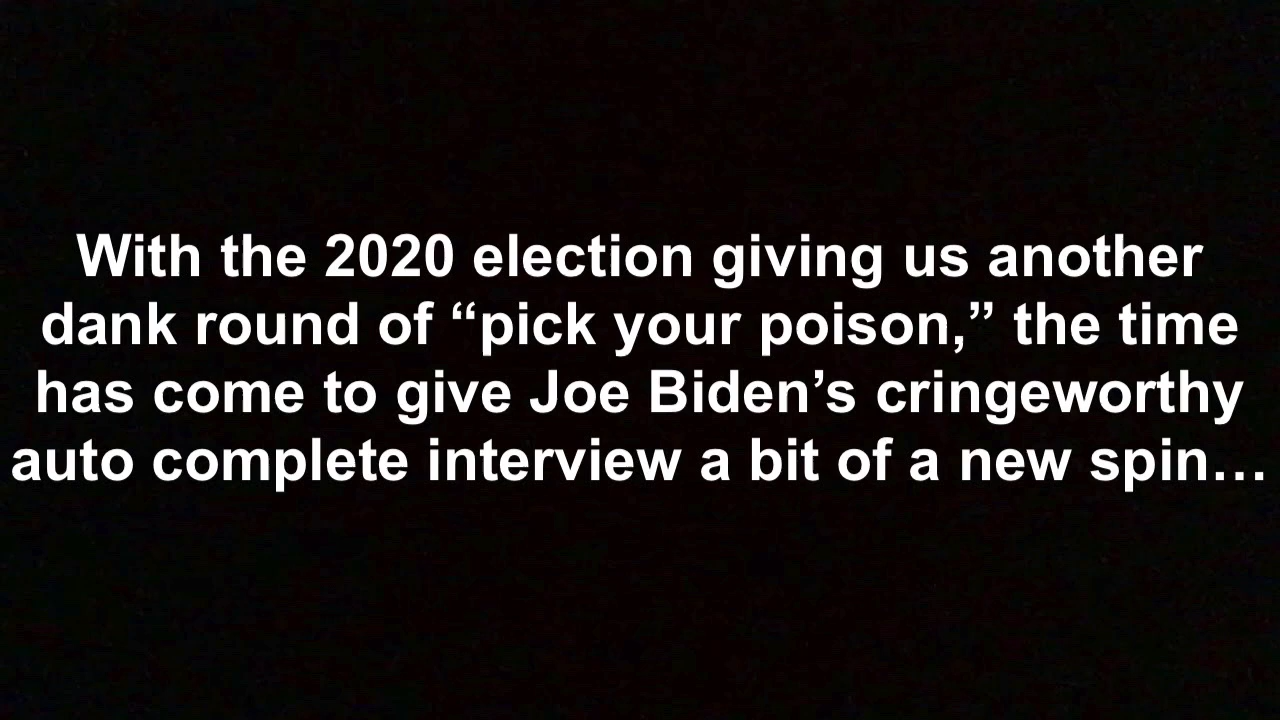 With the 2020 election giving us another
dank round of “pick your poison,” the time
has come to give Joe Biden’s cringeworthy
auto complete interview a bit of a new spin…